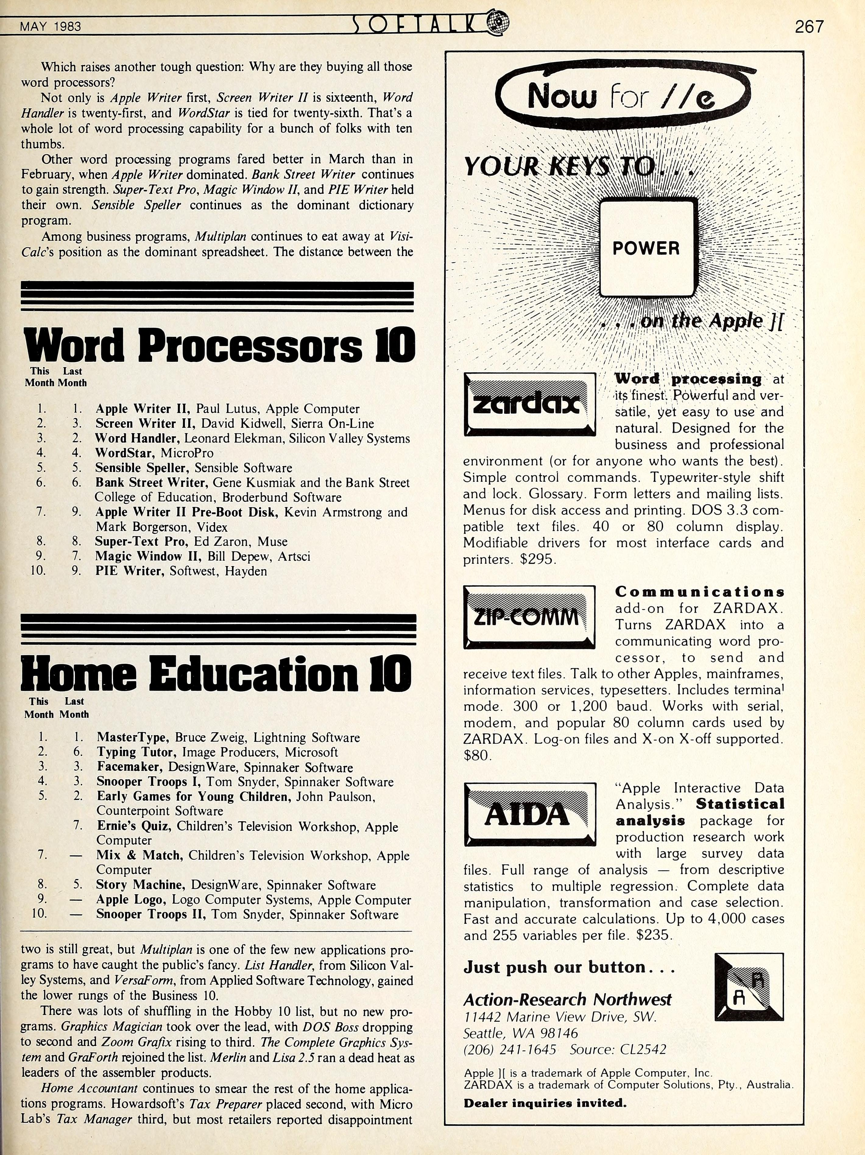 MAY 1983
SOFTALK
267
Which raises another tough question: Why are they buying all those
word processors?
Not only is Apple Writer first, Screen Writer II is sixteenth, Word
Handler is twenty-first, and WordStar is tied for twenty-sixth. That's a
whole lot of word processing capability for a bunch of folks with ten
thumbs.
Other word processing programs fared better in March than in
February, when Apple Writer dominated. Bank Street Writer continues
to gain strength. Super-Text Pro, Magic Window II, and PIE Writer held
their own. Sensible Speller continues as the dominant dictionary
program.
Among business programs, Multiplan continues to eat away at Visi-
Calc's position as the dominant spreadsheet. The distance between the
Word Processors 10
This Last
Month Month
1. 1. Apple Writer II, Paul Lutus, Apple Computer
2. 3. Screen Writer II, David Kidwell, Sierra On-Line
3. 2. Word Handler, Leonard Elekman, Silicon Valley Systems
4. 4. WordStar, MicroPro
5. 5. Sensible Speller, Sensible Software
6. 6. Bank Street Writer, Gene Kusmiak and the Bank Street
College of Education, Broderbund Software
7. 9. Apple Writer II Pre-Boot Disk, Kevin Armstrong and
Mark Borgerson, Videx
8. 8. Super-Text Pro, Ed Zaron, Muse
9. 7. Magic Window II, Bill Depew, Artsci
10. 9. PIE Writer, Softwest, Hayden
Home Education 10
This Last
Month Month
1. 1. MasterType, Bruce Zweig, Lightning Software
2. 6. Typing Tutor, Image Producers, Microsoft
3. 3. Facemaker, DesignWare, Spinnaker Software
4. 3. Snooper Troops I, Tom Snyder, Spinnaker Software
5. 2. Early Games for Young Children, John Paulson,
Counterpoint Software
7. Ernie's Quiz, Children's Television Workshop, Apple
Computer
7. — Mix & Match, Children's Television Workshop, Apple
Computer
8. 5. Story Machine, DesignWare, Spinnaker Software
9. — Apple Logo, Logo Computer Systems, Apple Computer
10. — Snooper Troops II, Tom Snyder, Spinnaker Software
two is still great, but Multiplan is one of the few new applications pro-
grams to have caught the public's fancy. List Handler, from Silicon Val-
ley Systems, and VersaForm, from Applied Software Technology, gained
the lower rungs of the Business 10.
There was lots of shuffling in the Hobby 10 list, but no new pro-
grams. Graphics Magician took over the lead, with DOS Boss dropping
to second and Zoom Grafix rising to third. The Complete Graphics Sys-
tem and GraForth rejoined the list. Merlin and Lisa 2.5 ran a dead heat as
leaders of the assembler products.
Home Accountant continues to smear the rest of the home applica-
tions programs. Howardsoft's Tax Preparer placed second, with Micro
Lab's Tax Manager third, but most retailers reported disappointment
Now for //e
YOUR KEYS TO...
POWER
...on the Apple ][
zardax
Word processing at
its finest. Powerful and ver-
satile, yet easy to use and
natural. Designed for the
business and professional
environment (or for anyone who wants the best).
Simple control commands. Typewriter-style shift
and lock. Glossary. Form letters and mailing lists.
Menus for disk access and printing. DOS 3.3 com-
patible text files. 40 or 80 column display.
Modifiable drivers for most interface cards and
printers. $295.
ZIP-COMM
Communications
add-on for ZARDAX.
Turns ZARDAX into a
communicating word pro-
cessor, to send and
receive text files. Talk to other Apples, mainframes,
information services, typesetters. Includes terminal
mode. 300 or 1,200 baud. Works with serial,
modem, and popular 80 column cards used by
ZARDAX. Log-on files and X-on X-off supported.
$80.
AIDA
"Apple Interactive Data
Analysis." Statistical
analysis package for
production research work
with large survey data
files. Full range of analysis — from descriptive
statistics to multiple regression. Complete data
manipulation, transformation and case selection.
Fast and accurate calculations. Up to 4,000 cases
and 255 variables per file. $235.
Just push our button...
A R
Action-Research Northwest
11442 Marine View Drive, SW.
Seattle, WA 98146
(206) 241-1645 Source: CL2542
Apple ][ is a trademark of Apple Computer, Inc.
ZARDAX is a trademark of Computer Solutions, Pty., Australia.
Dealer inquiries invited.